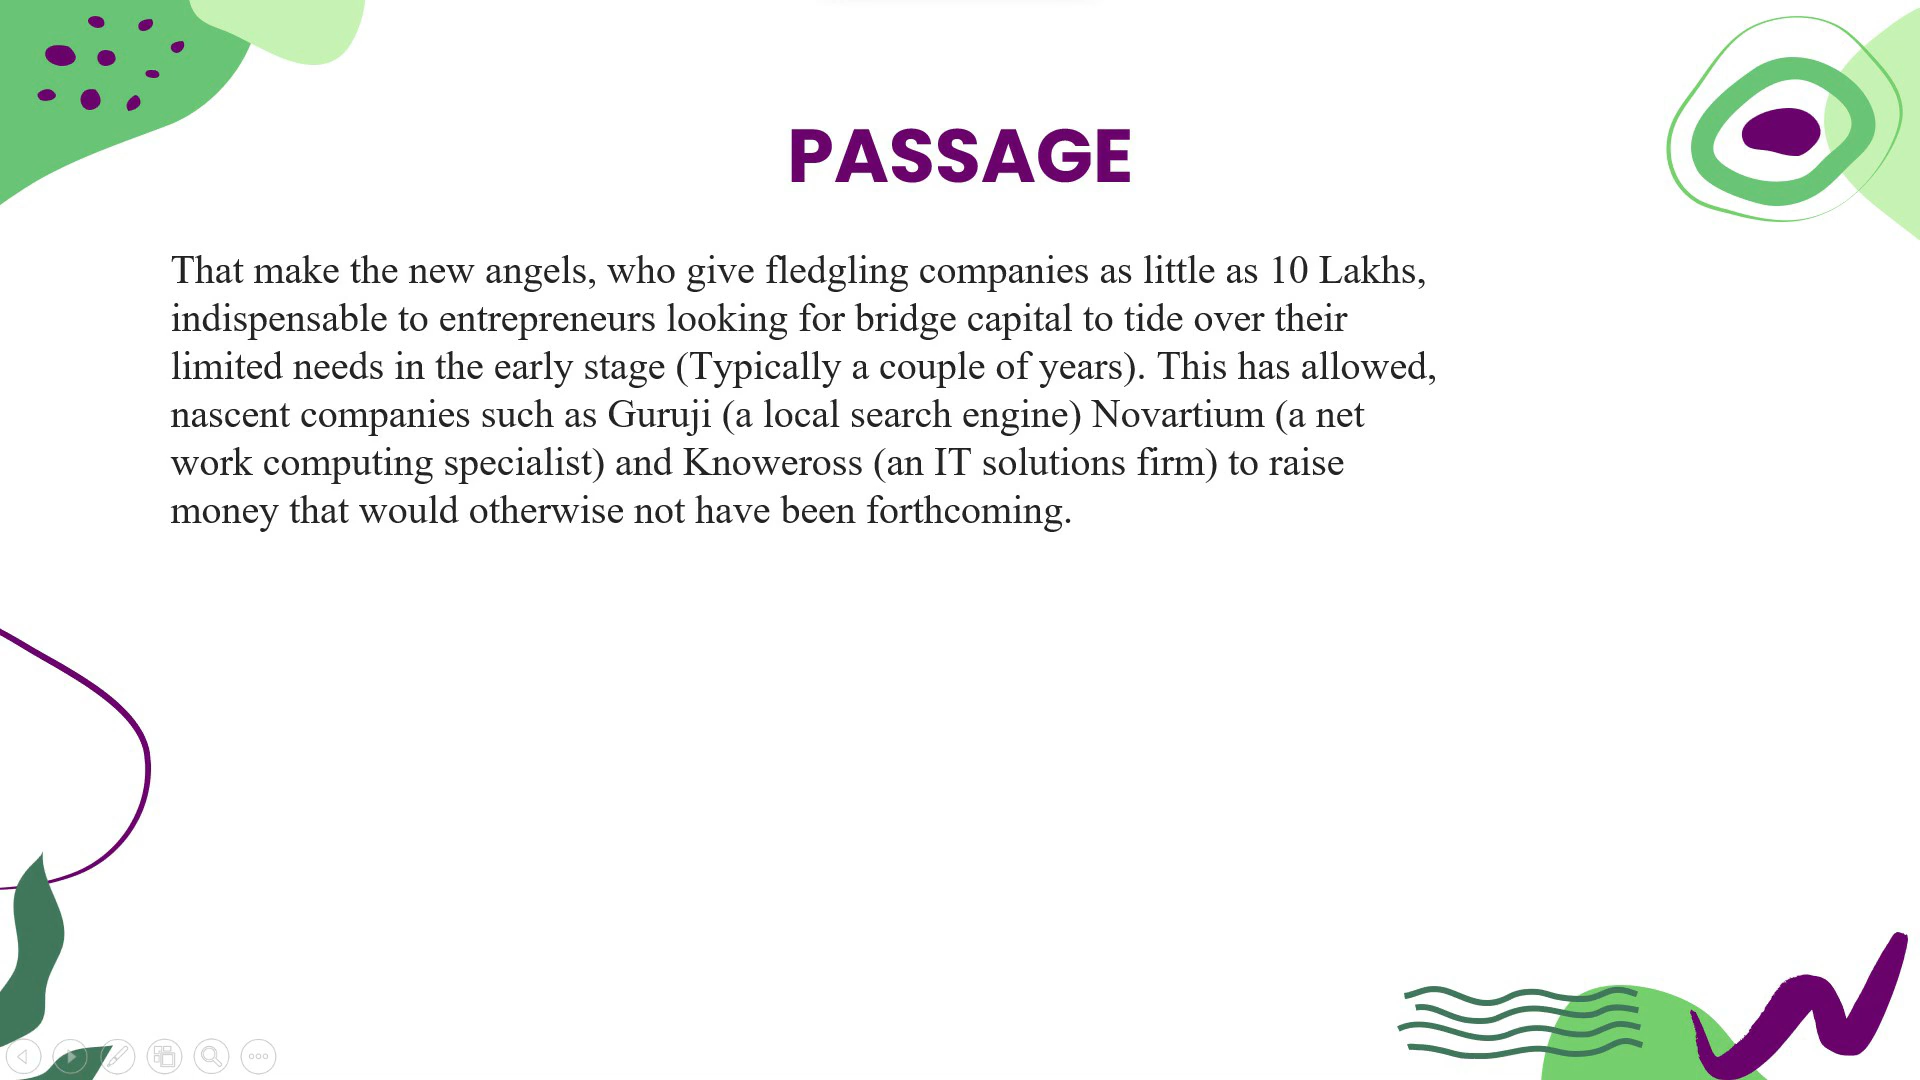 PASSAGE
That make the new angels, who give fledgling companies as little as 10 Lakhs,
indispensable to entrepreneurs looking for bridge capital to tide over their
limited needs in the early stage (Typically a couple of years). This has allowed,
nascent companies such as Guruji (a local search engine) Novartium (a net
work computing specialist) and Knoweross (an IT solutions firm) to raise
money that would otherwise not have been forthcoming.